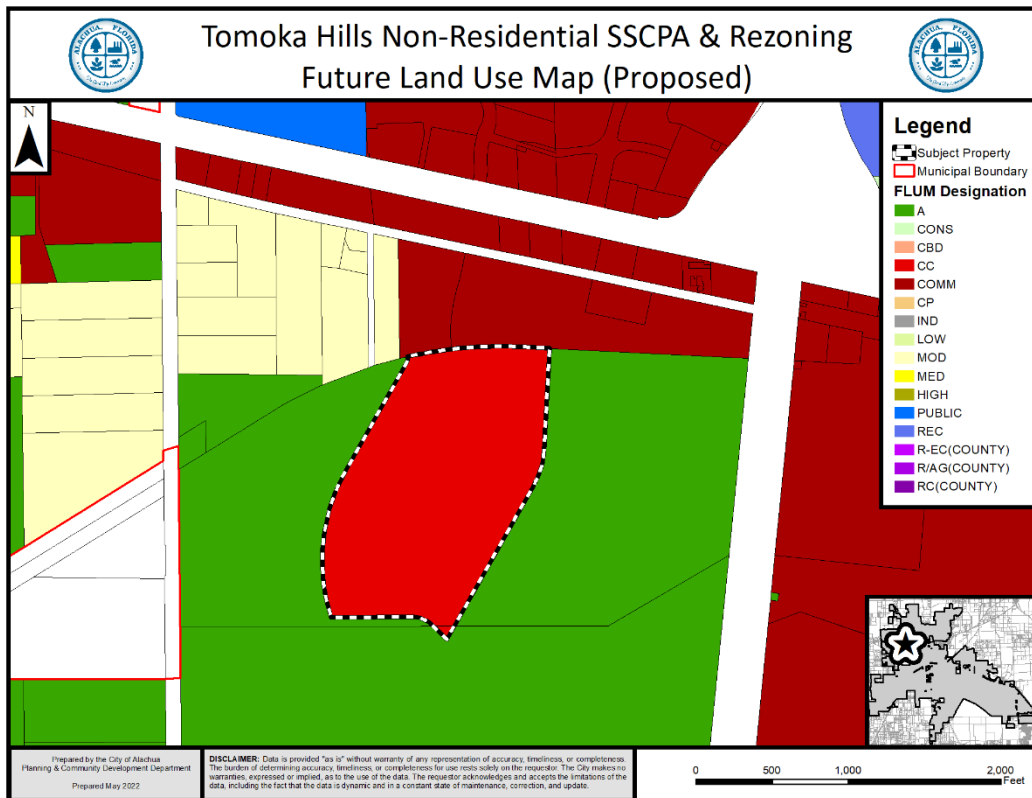 Tomoka Hills Non-Residential SSCPA & Rezoning
Future Land Use Map (Proposed)
ALACHUA, FLORIDA
ALACHUA, FLORIDA
N
Legend
Subject Property
Municipal Boundary
FLUM Designation
A
CONS
CBD
CC
COMM
CP
IND
LOW
MOD
MED
HIGH
PUBLIC
REC
R-EC(COUNTY)
R/AG(COUNTY)
RC(COUNTY)
Prepared by the City of Alachua
Planning & Community Development Department
Prepared May 2022
DISCLAIMER: Data is provided "as is" without warranty of any representation of accuracy, timeliness, or completeness.
The burden of determining accuracy, timeliness, or completeness for use rests solely on the requestor. The City makes no
warranties, expressed or implied, as to the use of the data. The requestor acknowledges and accepts the limitations of the
data, including the fact that the data is dynamic and in a constant state of maintenance, correction, and update.
0 500 1,000 2,000
Feet